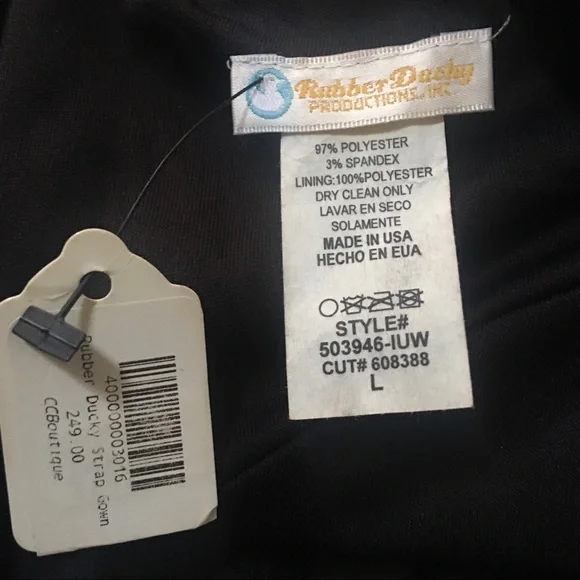 Rubber Ducky
PRODUCTIONS, INC.
97% POLYESTER
3% SPANDEX
LINING:100%POLYESTER
DRY CLEAN ONLY
LAVAR EN SECO
SOLAMENTE
MADE IN USA
HECHO EN EUA
STYLE#
503946-IUW
CUT# 608388
L
400000003016
Rubber Ducky Strap Gown
249.00
CCBoutique